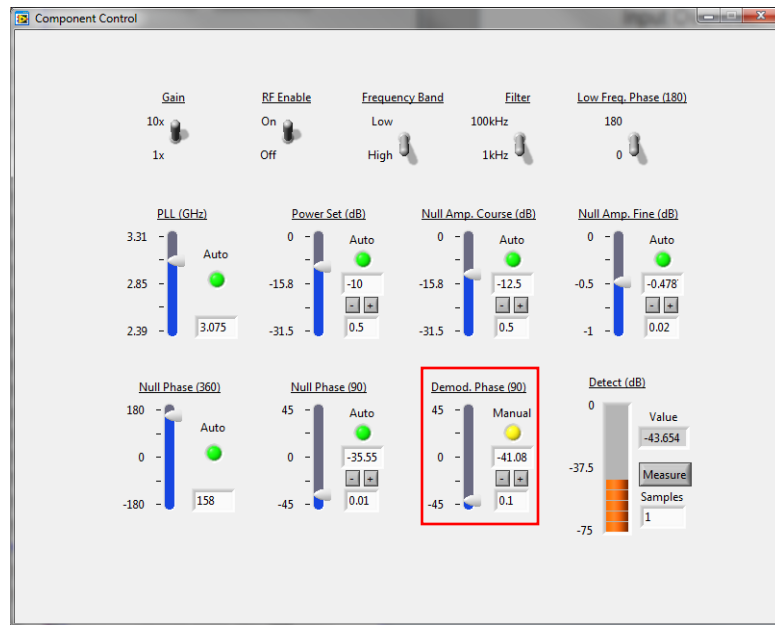 Component Control
Gain
10x
1x
RF Enable
On
Off
Frequency Band
Low
High
Filter
100kHz
1kHz
Low Freq. Phase (180)
180
0
PLL (GHz)
3.31
2.85
2.39
Auto
3.075
Power Set (dB)
0
-15.8
-31.5
Auto
-10
- +
0.5
Null Amp. Course (dB)
0
-15.8
-31.5
Auto
-12.5
- +
0.5
Null Amp. Fine (dB)
0
-0.5
-1
Auto
-0.478
- +
0.02
Null Phase (360)
180
0
-180
Auto
158
Null Phase (90)
45
0
-45
Auto
-35.55
- +
0.01
Demod. Phase (90)
45
0
-45
Manual
-41.08
- +
0.1
Detect (dB)
0
-37.5
-75
Value
-43.654
Measure
Samples
1